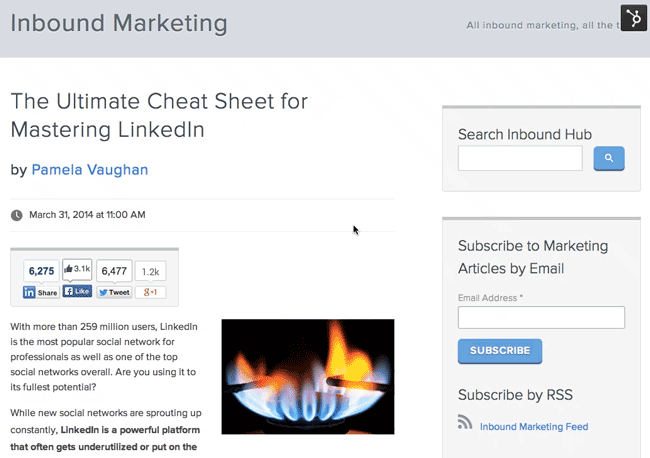 Inbound Marketing
All inbound marketing, all the
The Ultimate Cheat Sheet for
Mastering LinkedIn
by Pamela Vaughan
March 31, 2014 at 11:00 AM
6,275 3.1k 6,477 1.2k
in Share Like Tweet g+1
With more than 259 million users, LinkedIn
is the most popular social network for
professionals as well as one of the top
social networks overall. Are you using it to
its fullest potential?
While new social networks are sprouting up
constantly, LinkedIn is a powerful platform
that often gets underutilized or put on the
Search Inbound Hub
Subscribe to Marketing
Articles by Email
Email Address *
SUBSCRIBE
Subscribe by RSS
Inbound Marketing Feed